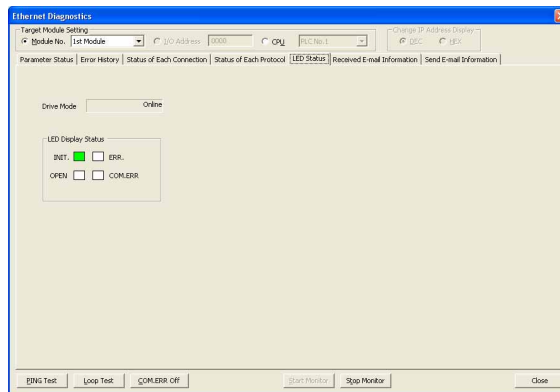 Ethernet Diagnostics
Target Module Setting
Module No. 1st Module I/O Address 0000 CPU PLC No.1
Change IP Address Display
DEC HEX
Parameter Status Error History Status of Each Connection Status of Each Protocol LED Status Received E-mail Information Send E-mail Information
Drive Mode Online
LED Display Status
INIT. ERR.
OPEN COM.ERR
PING Test Loop Test COM.ERR Off Start Monitor Stop Monitor Close